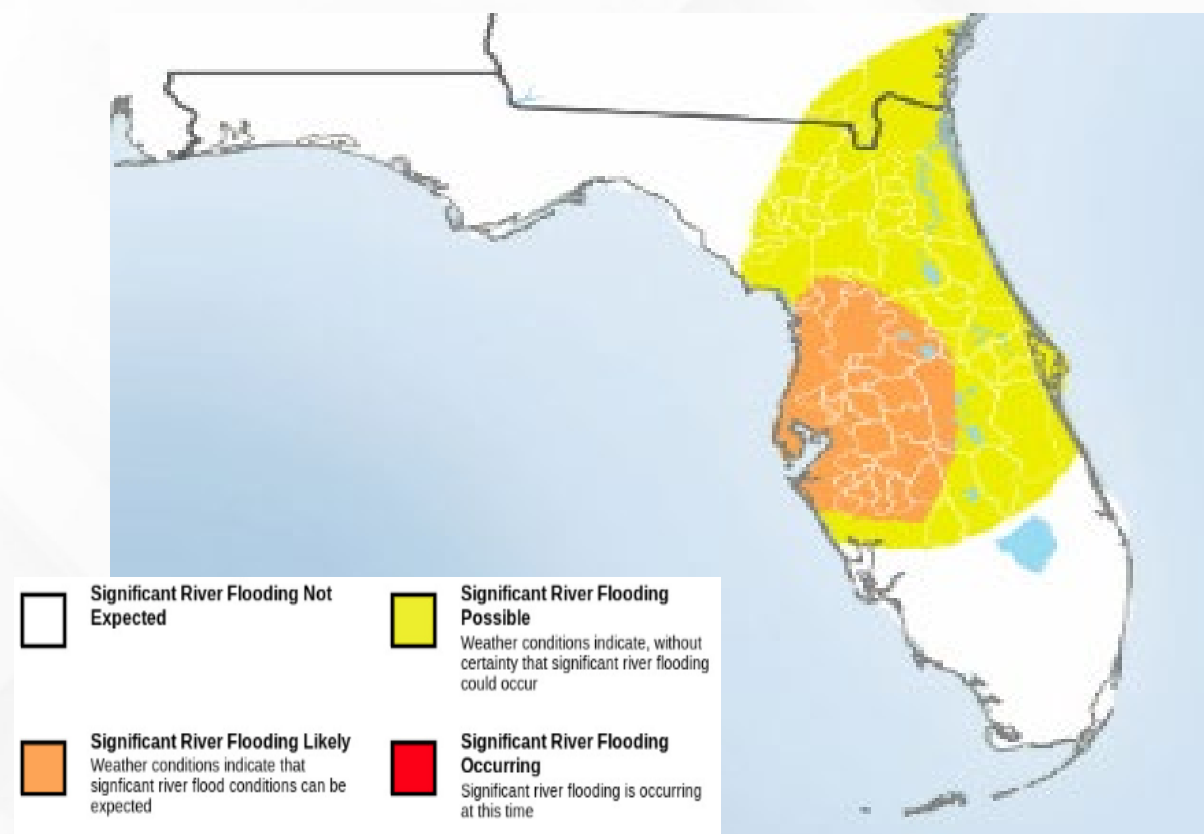 Significant River Flooding Not
Expected
Significant River Flooding
Possible
Weather conditions indicate, without
certainty that significant river flooding
could occur
Significant River Flooding Likely
Weather conditions indicate that
signficant river flood conditions can be
expected
Significant River Flooding
Occurring
Significant river flooding is occurring
at this time